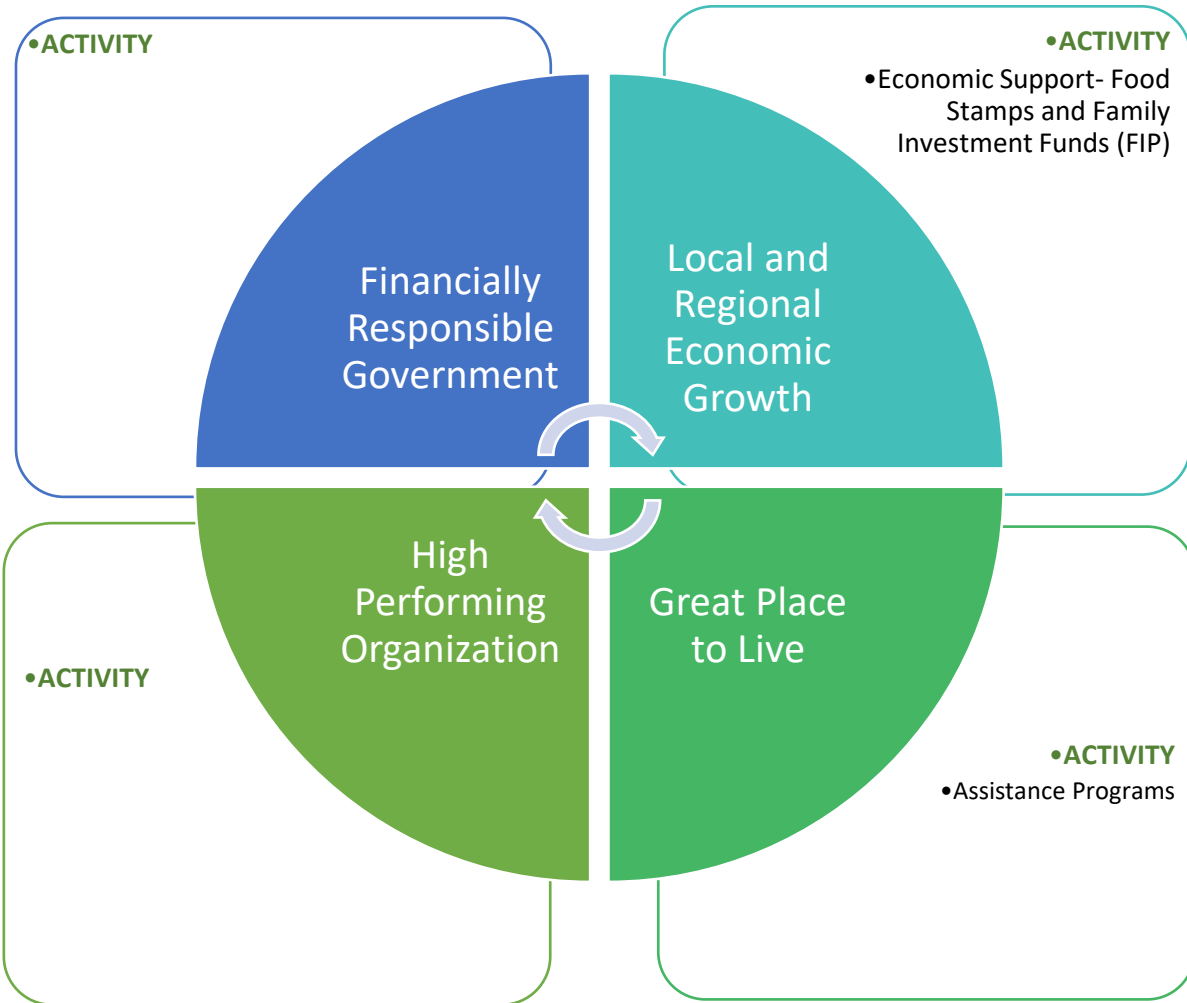 •ACTIVITY
•ACTIVITY
•Economic Support- Food
Stamps and Family
Investment Funds (FIP)
Financially
Responsible
Government
Local and
Regional
Economic
Growth
High
Performing
Organization
Great Place
to Live
•ACTIVITY
•ACTIVITY
•Assistance Programs